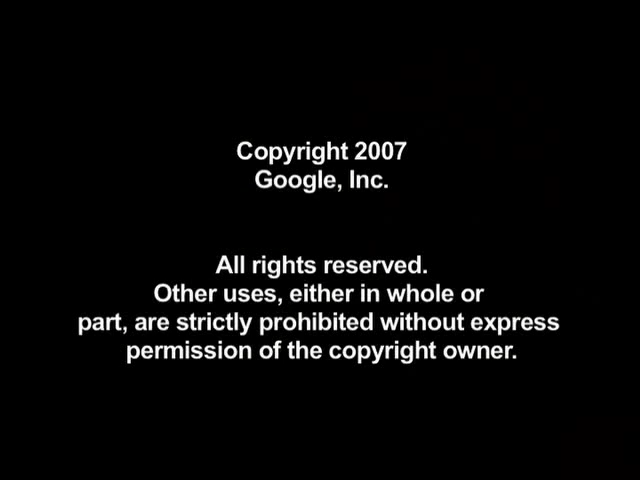 Copyright 2007
Google, Inc.
All rights reserved.
Other uses, either in whole or
part, are strictly prohibited without express
permission of the copyright owner.